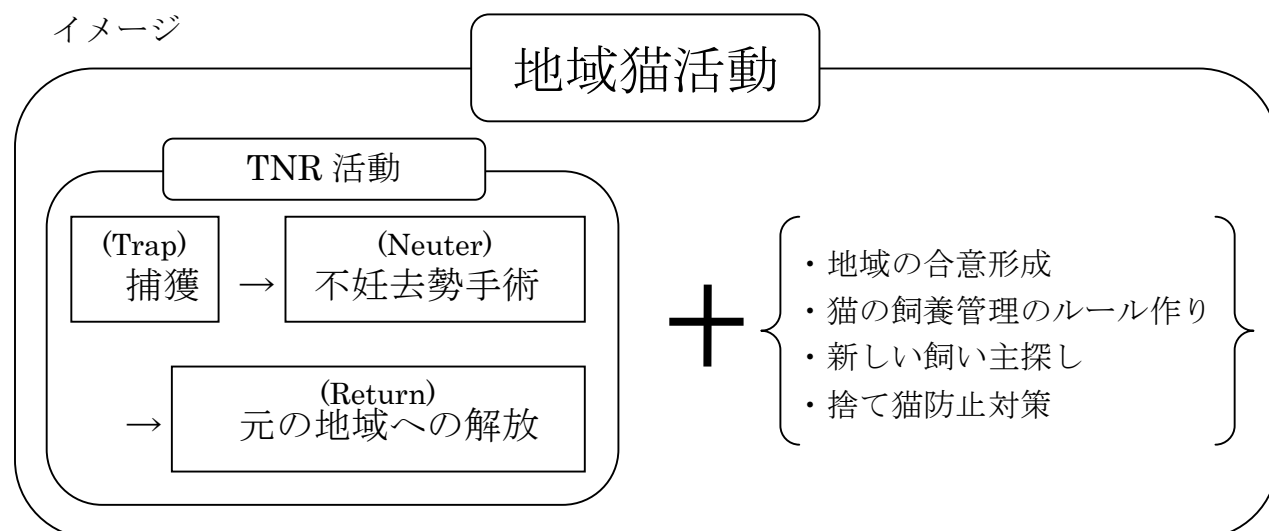 イメージ
地域猫活動
TNR 活動
(Trap)
捕獲
→
(Neuter)
不妊去勢手術
→
(Return)
元の地域への解放
+
・地域の合意形成
・猫の飼養管理のルール作り
・新しい飼い主探し
・捨て猫防止対策